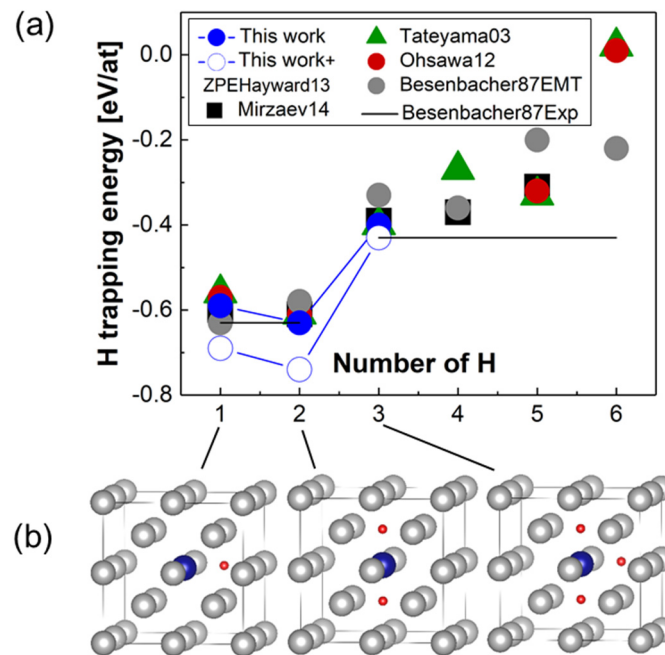 (a)
H trapping energy [eV/at]
0.0
-0.2
-0.4
-0.6
-0.8
This work
This work+
ZPEHayward13
Mirzaev14
Tateyama03
Ohsawa12
Besenbacher87EMT
Besenbacher87Exp
Number of H
1 2 3 4 5 6
(b)